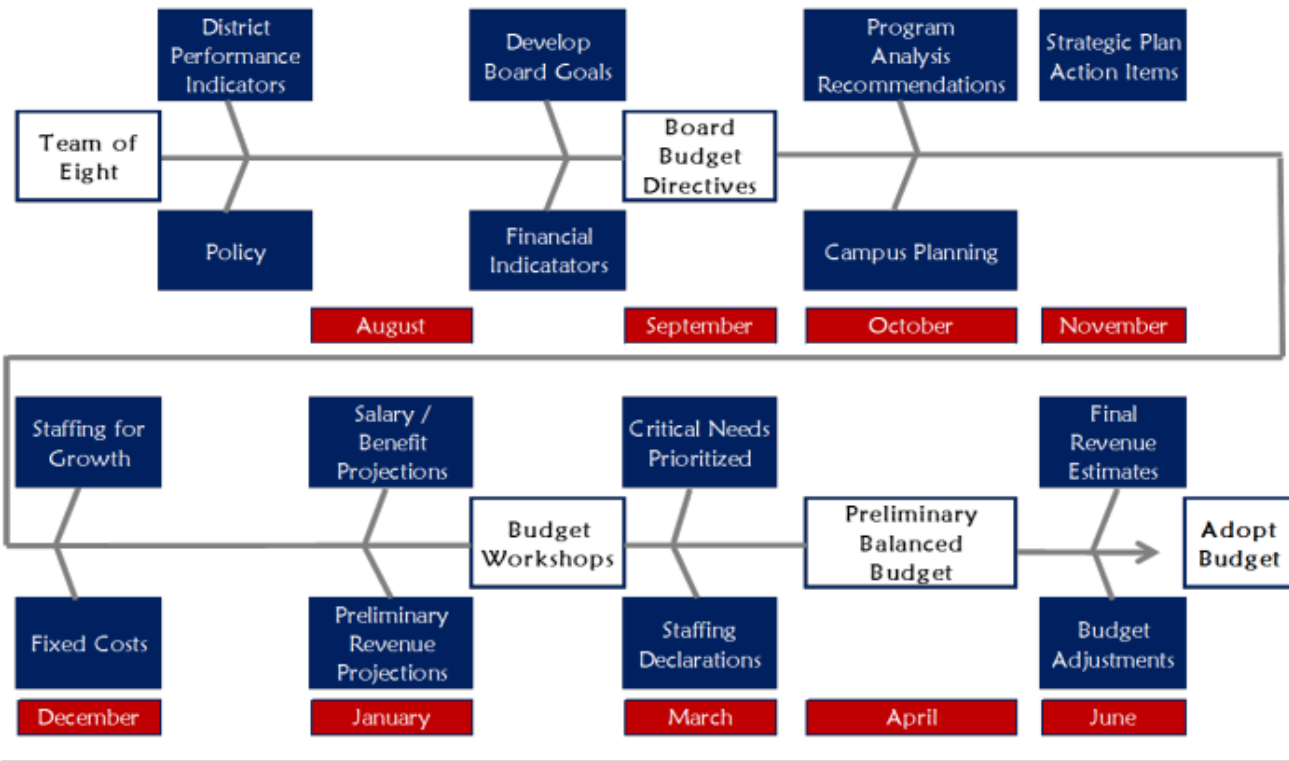 District
Performance
Indicators
Develop
Board Goals
Program
Analysis
Recommendations
Strategic Plan
Action Items
Team of
Eight
Board
Budget
Directives
Policy
Financial
Indicatators
Campus Planning
August
September
October
November
Staffing for
Growth
Salary /
Benefit
Projections
Critical Needs
Prioritized
Final
Revenue
Estimates
Budget
Workshops
Preliminary
Balanced
Budget
Adopt
Budget
Fixed Costs
Preliminary
Revenue
Projections
Staffing
Declarations
Budget
Adjustments
December
January
March
April
June